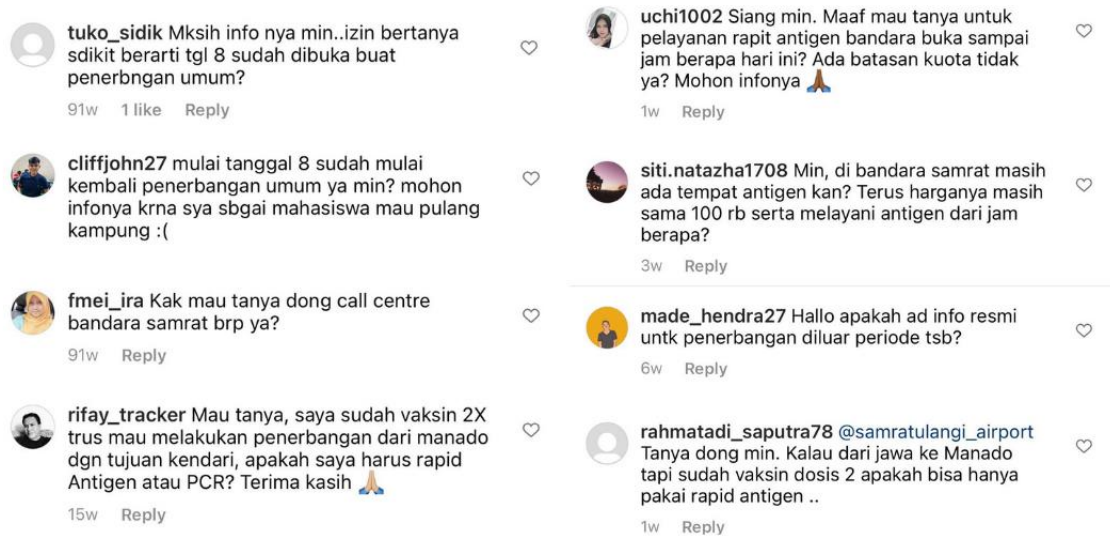 tuko_sidik Mksih info nya min..izin bertanya
sdikit berarti tgl 8 sudah dibuka buat
penerbngan umum?
91w 1 like Reply
cliffjohn27 mulai tanggal 8 sudah mulai
kembali penerbangan umum ya min? mohon
infonya krna sya sbgai mahasiswa mau pulang
kampung :(
fmei_ira Kak mau tanya dong call centre
bandara samrat brp ya?
91w Reply
rifay_tracker Mau tanya, saya sudah vaksin 2X
trus mau melakukan penerbangan dari manado
dgn tujuan kendari, apakah saya harus rapid
Antigen atau PCR? Terima kasih 🙏🏼
15w Reply
uchi1002 Siang min. Maaf mau tanya untuk
pelayanan rapit antigen bandara buka sampai
jam berapa hari ini? Ada batasan kuota tidak
ya? Mohon infonya 🙏🏾
1w Reply
siti.natazha1708 Min, di bandara samrat masih
ada tempat antigen kan? Terus harganya masih
sama 100 rb serta melayani antigen dari jam
berapa?
3w Reply
made_hendra27 Hallo apakah ad info resmi
untk penerbangan diluar periode tsb?
6w Reply
rahmatadi_saputra78 @samratulangi_airport
Tanya dong min. Kalau dari jawa ke Manado
tapi sudah vaksin dosis 2 apakah bisa hanya
pakai rapid antigen ..
1w Reply